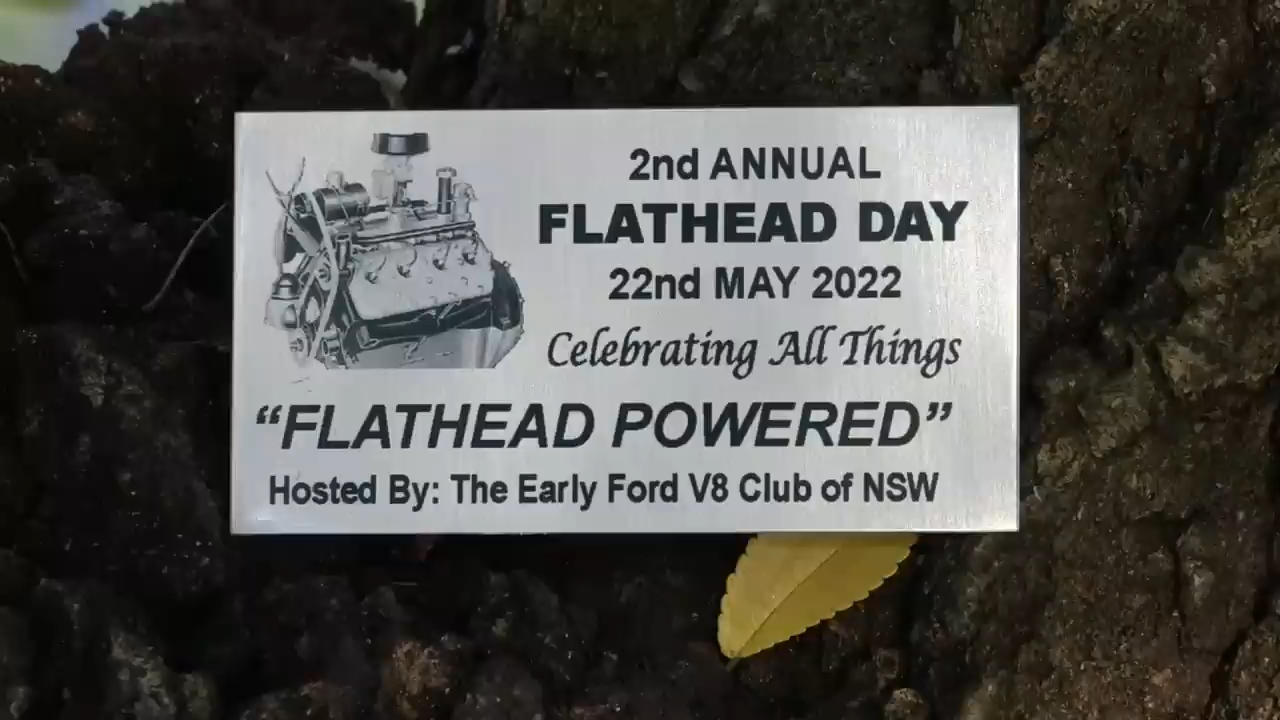 2nd ANNUAL
FLATHEAD DAY
22nd MAY 2022
Celebrating All Things
“FLATHEAD POWERED”
Hosted By: The Early Ford V8 Club of NSW